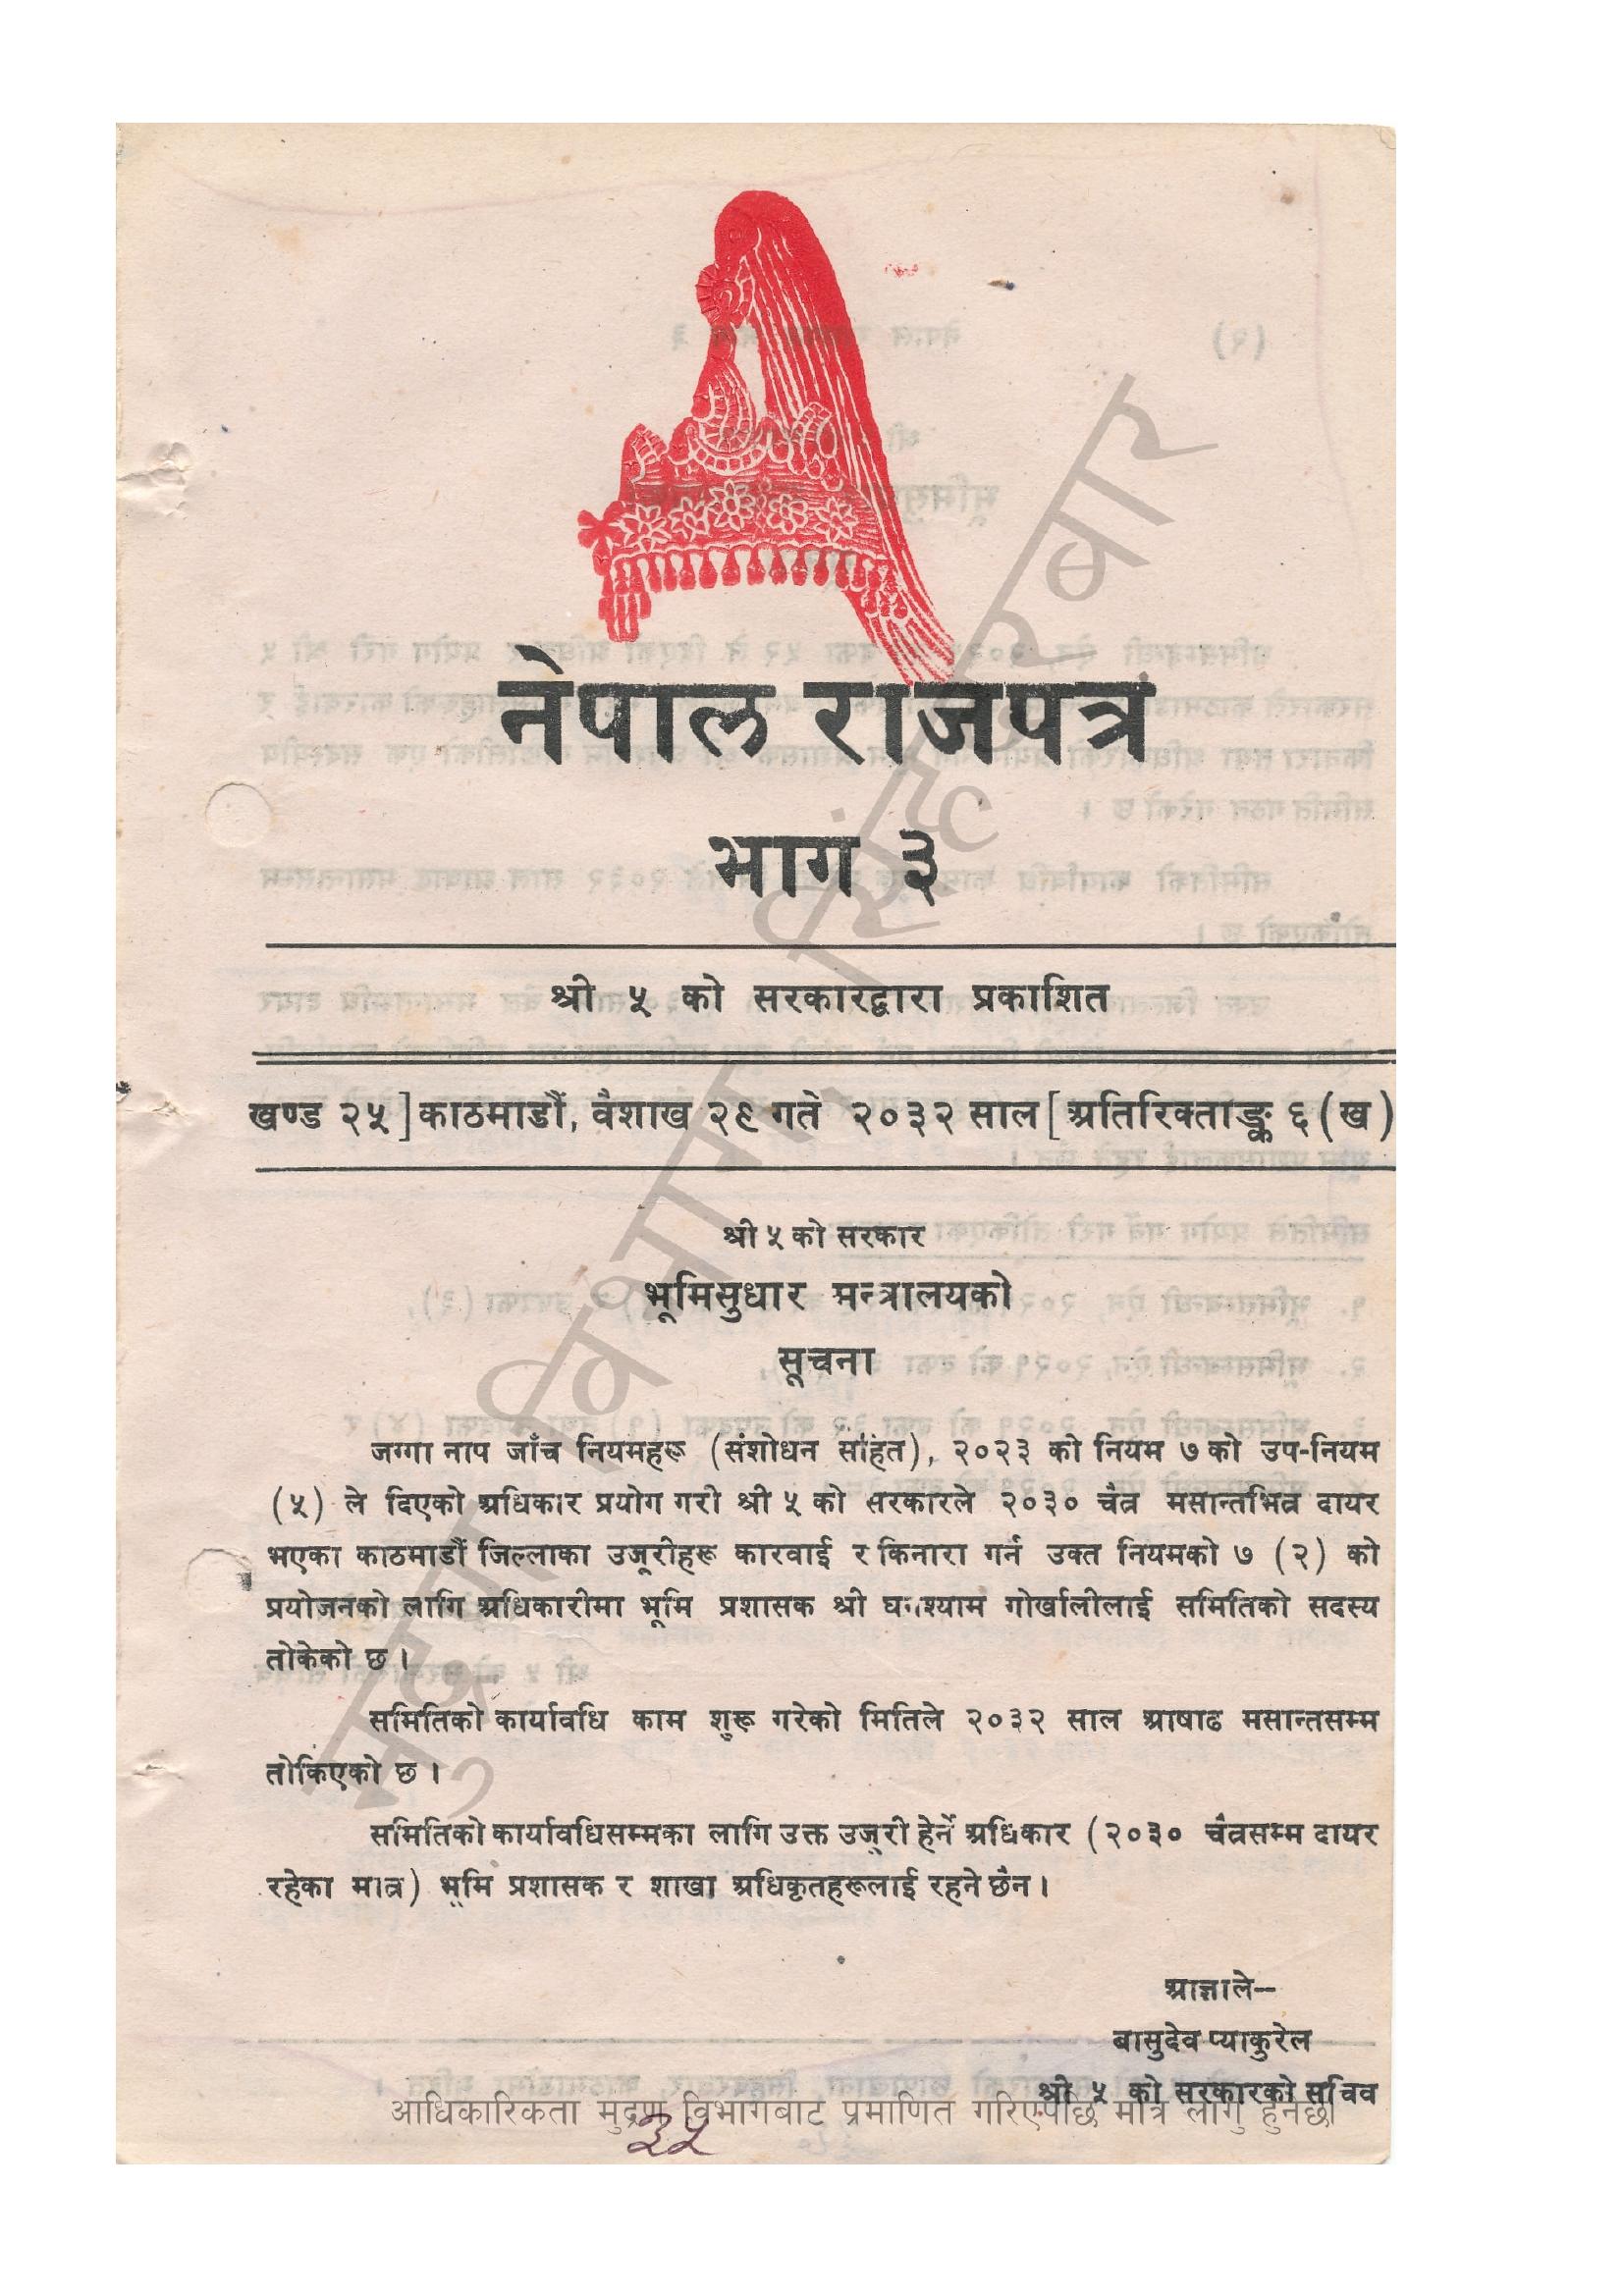 नेपाल राजपत्र
भाग ३
श्री ५ को सरकारद्वारा प्रकाशित
खण्ड २५] काठमाडौं, वैशाख २९ गते २०३२ साल [अतिरिक्ताङ्क ६ (ख)
श्री ५ को सरकार
भूमिसुधार मन्त्रालयको
सूचना
जग्गा नाप जाँच नियमहरू (संशोधन सहित), २०२३ को नियम ७ को उप-नियम
(५) ले दिएको अधिकार प्रयोग गरी श्री ५ को सरकारले २०३० चैत्र मसान्तभित्र दायर
भएका काठमाडौं जिल्लाका उजूरीहरू कारवाई र किनारा गर्न उक्त नियमको ७ (२) को
प्रयोजनको लागि अधिकारीमा भूमि प्रशासक श्री घनश्याम गोर्खालीलाई समितिको सदस्य
तोकेको छ ।
समितिको कार्यावधि काम शुरू गरेको मितिले २०३२ साल आषाढ मसान्तसम्म
तोकिएको छ ।
समितिको कार्यावधिसम्मका लागि उक्त उजूरी हेर्ने अधिकार (२०३० चैत्रसम्म दायर
रहेका मात्र) भूमि प्रशासक र शाखा अधिकृतहरूलाई रहने छैन ।
आज्ञाले–
बासुदेव प्याकुरेल
श्री ५ को सरकारको सचिव
आधिकारिकता मुद्रण विभागबाट प्रमाणित गरिएपछि मात्र लागु हुनेछ।
३५
मुद्रण विभाग, सिंहदरबार